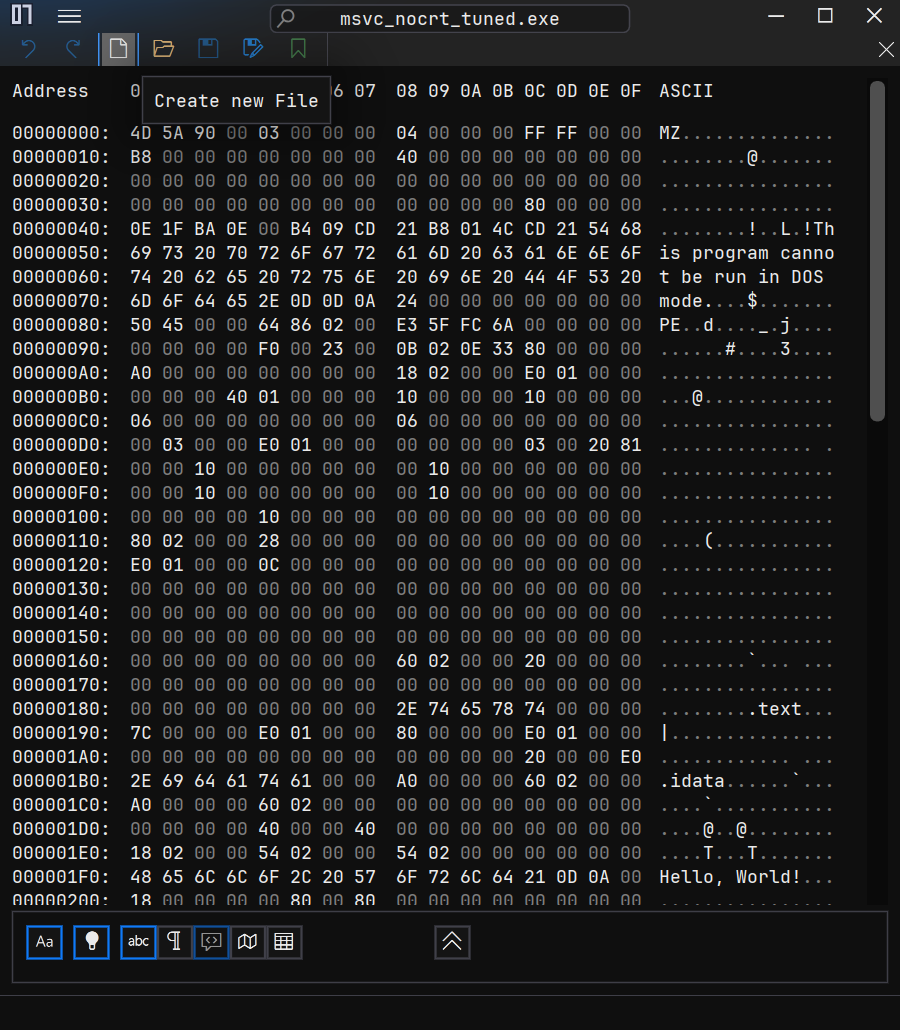 msvc_nocrt_tuned.exe
Create new File
Address 0 06 07 08 09 0A 0B 0C 0D 0E 0F ASCII
00000000: 4D 5A 90 00 03 00 00 00 04 00 00 00 FF FF 00 00 MZ..............
00000010: B8 00 00 00 00 00 00 00 40 00 00 00 00 00 00 00 ........@.......
00000020: 00 00 00 00 00 00 00 00 00 00 00 00 00 00 00 00 ................
00000030: 00 00 00 00 00 00 00 00 00 00 00 00 80 00 00 00 ................
00000040: 0E 1F BA 0E 00 B4 09 CD 21 B8 01 4C CD 21 54 68 ........!..L.!Th
00000050: 69 73 20 70 72 6F 67 72 61 6D 20 63 61 6E 6E 6F is program canno
00000060: 74 20 62 65 20 72 75 6E 20 69 6E 20 44 4F 53 20 t be run in DOS
00000070: 6D 6F 64 65 2E 0D 0D 0A 24 00 00 00 00 00 00 00 mode....$.......
00000080: 50 45 00 00 64 86 02 00 E3 5F FC 6A 00 00 00 00 PE..d...._.j....
00000090: 00 00 00 00 F0 00 23 00 0B 02 0E 33 80 00 00 00 ......#....3....
000000A0: A0 00 00 00 00 00 00 00 18 02 00 00 E0 01 00 00 ................
000000B0: 00 00 00 40 01 00 00 00 10 00 00 00 10 00 00 00 ...@............
000000C0: 06 00 00 00 00 00 00 00 06 00 00 00 00 00 00 00 ................
000000D0: 00 03 00 00 E0 01 00 00 00 00 00 00 03 00 20 81 .............. .
000000E0: 00 00 10 00 00 00 00 00 00 10 00 00 00 00 00 00 ................
000000F0: 00 00 10 00 00 00 00 00 00 10 00 00 00 00 00 00 ................
00000100: 00 00 00 00 10 00 00 00 00 00 00 00 00 00 00 00 ................
00000110: 80 02 00 00 28 00 00 00 00 00 00 00 00 00 00 00 ....(...........
00000120: E0 01 00 00 0C 00 00 00 00 00 00 00 00 00 00 00 ................
00000130: 00 00 00 00 00 00 00 00 00 00 00 00 00 00 00 00 ................
00000140: 00 00 00 00 00 00 00 00 00 00 00 00 00 00 00 00 ................
00000150: 00 00 00 00 00 00 00 00 00 00 00 00 00 00 00 00 ................
00000160: 00 00 00 00 00 00 00 00 60 02 00 00 20 00 00 00 ........`... ...
00000170: 00 00 00 00 00 00 00 00 00 00 00 00 00 00 00 00 ................
00000180: 00 00 00 00 00 00 00 00 2E 74 65 78 74 00 00 00 .........text...
00000190: 7C 00 00 00 E0 01 00 00 80 00 00 00 E0 01 00 00 |...............
000001A0: 00 00 00 00 00 00 00 00 00 00 00 00 20 00 00 E0 ............ ...
000001B0: 2E 69 64 61 74 61 00 00 A0 00 00 00 60 02 00 00 .idata......`...
000001C0: A0 00 00 00 60 02 00 00 00 00 00 00 00 00 00 00 ....`...........
000001D0: 00 00 00 00 40 00 00 40 00 00 00 00 00 00 00 00 ....@..@........
000001E0: 18 02 00 00 54 02 00 00 54 02 00 00 00 00 00 00 ....T...T.......
000001F0: 48 65 6C 6C 6F 2C 20 57 6F 72 6C 64 21 0D 0A 00 Hello, World!...
00000200: 18 00 00 00 00 80 00 80 00 00 00 00 00 00 00 00 ................
Aa abc